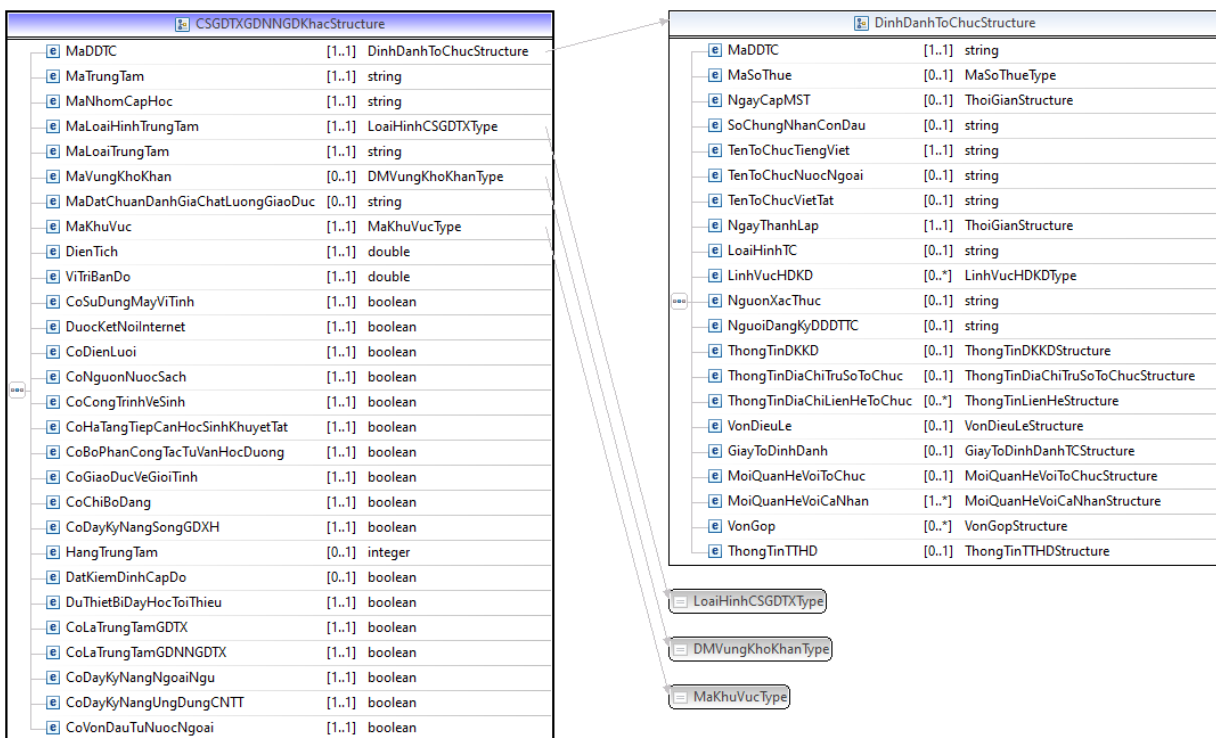 CSGDTXGDNNGDKhacStructure
MaDDTC [1..1] DinhDanhToChucStructure
MaTrungTam [1..1] string
MaNhomCapHoc [1..1] string
MaLoaiHinhTrungTam [1..1] LoaiHinhCSGDTXType
MaLoaiTrungTam [1..1] string
MaVungKhoKhan [0..1] DMVungKhoKhanType
MaDatChuanDanhGiaChatLuongGiaoDuc [0..1] string
MaKhuVuc [1..1] MaKhuVucType
DienTich [1..1] double
ViTriBanDo [1..1] double
CoSuDungMayViTinh [1..1] boolean
DuocKetNoiInternet [1..1] boolean
CoDienLuoi [1..1] boolean
CoNguonNuocSach [1..1] boolean
CoCongTrinhVeSinh [1..1] boolean
CoHaTangTiepCanHocSinhKhuyetTat [1..1] boolean
CoBoPhanCongTacTuVanHocDuong [1..1] boolean
CoGiaoDucVeGioiTinh [1..1] boolean
CoChiBoDang [1..1] boolean
CoDayKyNangSongGDXH [1..1] boolean
HangTrungTam [0..1] integer
DatKiemDinhCapDo [0..1] boolean
DuThietBiDayHocToiThieu [1..1] boolean
CoLaTrungTamGDTX [1..1] boolean
CoLaTrungTamGDNNGDTX [1..1] boolean
CoDayKyNangNgoaiNgu [1..1] boolean
CoDayKyNangUngDungCNTT [1..1] boolean
CoVonDauTuNuocNgoai [1..1] boolean
DinhDanhToChucStructure
MaDDTC [1..1] string
MaSoThue [0..1] MaSoThueType
NgayCapMST [0..1] ThoiGianStructure
SoChungNhanConDau [0..1] string
TenToChucTiengViet [1..1] string
TenToChucNuocNgoai [0..1] string
TenToChucVietTat [0..1] string
NgayThanhLap [1..1] ThoiGianStructure
LoaiHinhTC [0..1] string
LinhVucHDKD [0..*] LinhVucHDKDType
NguonXacThuc [0..1] string
NguoiDangKyDDDTTC [0..1] string
ThongTinDKKD [0..1] ThongTinDKKDStructure
ThongTinDiaChiTruSoToChuc [0..1] ThongTinDiaChiTruSoToChucStructure
ThongTinDiaChiLienHeToChuc [0..*] ThongTinLienHeStructure
VonDieuLe [0..1] VonDieuLeStructure
GiayToDinhDanh [0..1] GiayToDinhDanhTCStructure
MoiQuanHeVoiToChuc [0..1] MoiQuanHeVoiToChucStructure
MoiQuanHeVoiCaNhan [1..*] MoiQuanHeVoiCaNhanStructure
VonGop [0..*] VonGopStructure
ThongTinTTHD [0..1] ThongTinTTHDStructure
LoaiHinhCSGDTXType
DMVungKhoKhanType
MaKhuVucType